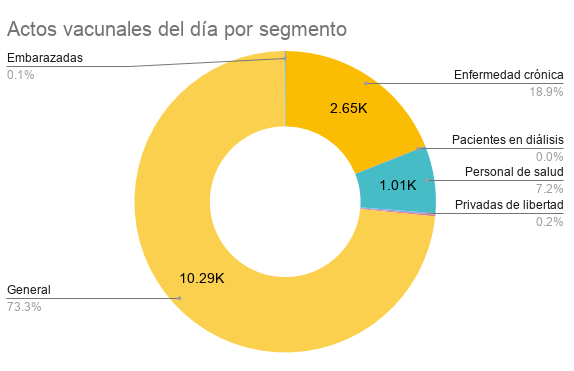 Actos vacunales del día por segmento
Embarazadas
0.1%
Enfermedad crónica
18.9%
2.65K
Pacientes en diálisis
0.0%
Personal de salud
7.2%
1.01K
Privadas de libertad
0.2%
10.29K
General
73.3%